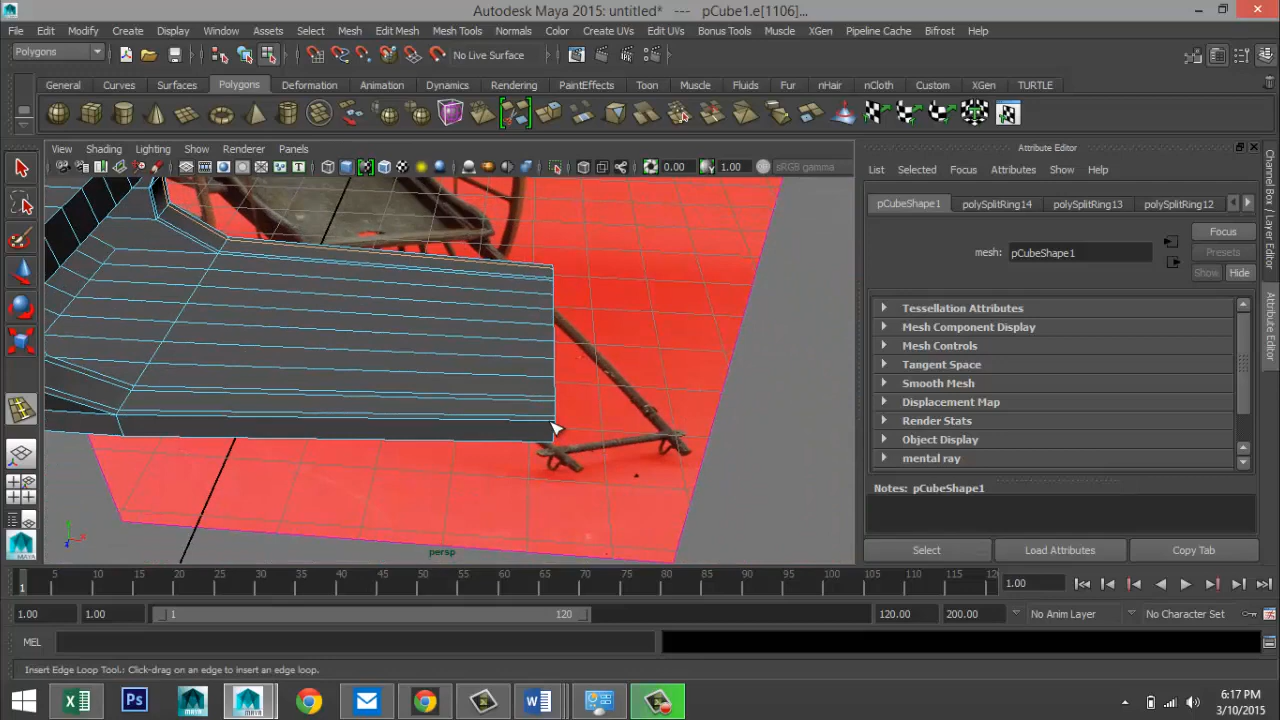 Autodesk Maya 2015: untitled* --- pCube1.e[1106]...
File Edit Modify Create Display Window Assets Select Mesh Edit Mesh Mesh Tools Normals Color Create UVs Edit UVs Bonus Tools Muscle XGen Pipeline Cache Bifrost Help
Polygons No Live Surface
General Curves Surfaces Polygons Deformation Animation Dynamics Rendering PaintEffects Toon Muscle Fluids Fur nHair nCloth Custom XGen TURTLE
View Shading Lighting Show Renderer Panels
0.00 1.00 sRGB gamma
Attribute Editor
List Selected Focus Attributes Show Help
pCubeShape1 polySplitRing14 polySplitRing13 polySplitRing12
Focus
mesh: pCubeShape1 Presets
Show Hide
Tessellation Attributes
Mesh Component Display
Mesh Controls
Tangent Space
Smooth Mesh
Displacement Map
Render Stats
Object Display
mental ray
Notes: pCubeShape1
Select Load Attributes Copy Tab
Channel Box / Layer Editor
Attribute Editor
persp
5 10 15 20 25 30 35 40 45 50 55 60 65 70 75 80 85 90 95 100 105 110 115 120
1 1.00
1.00 1.00 1 120 120.00 200.00 No Anim Layer No Character Set
MEL
Insert Edge Loop Tool: Click-drag on an edge to insert an edge loop.
6:17 PM
3/10/2015